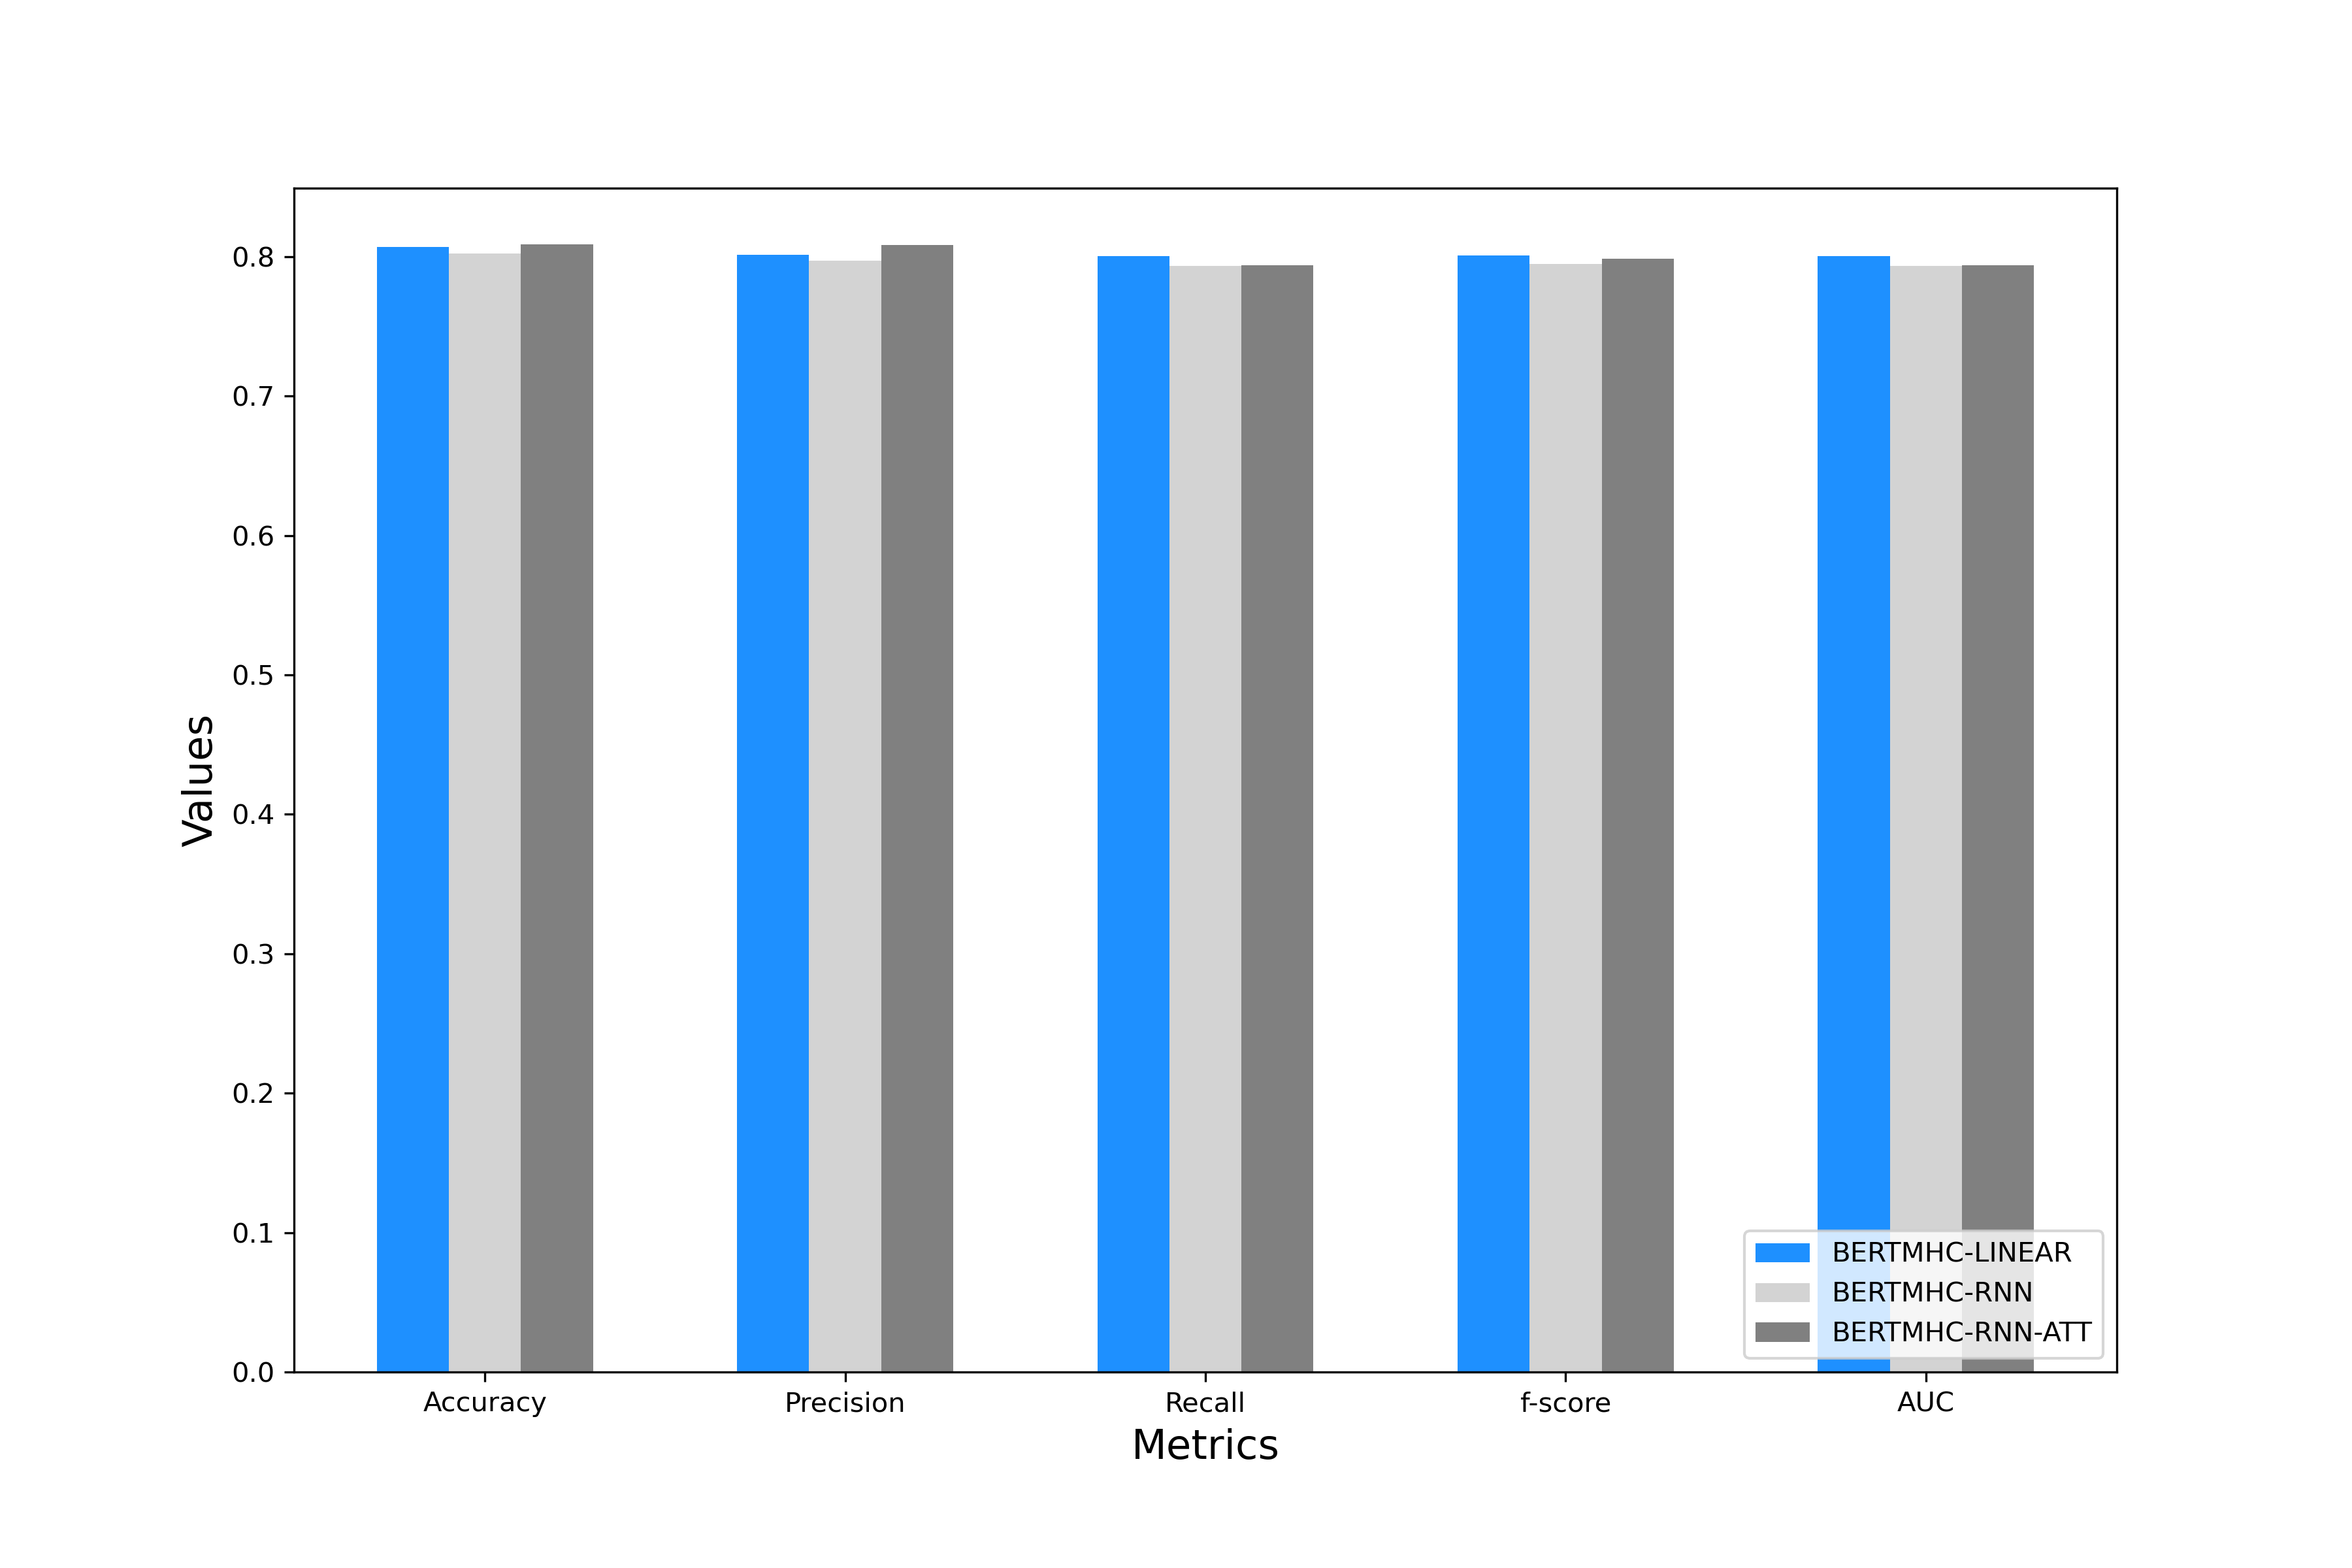 Values
0.8
0.7
0.6
0.5
0.4
0.3
0.2
0.1
0.0
Accuracy Precision Recall f-score AUC
Metrics
BERTMHC-LINEAR
BERTMHC-RNN
BERTMHC-RNN-ATT